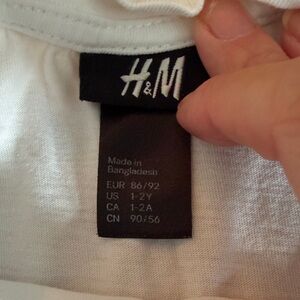 H&M
Made in
Bangladesh
EUR 86/92
US 1-2Y
CA 1-2A
CN 90/56